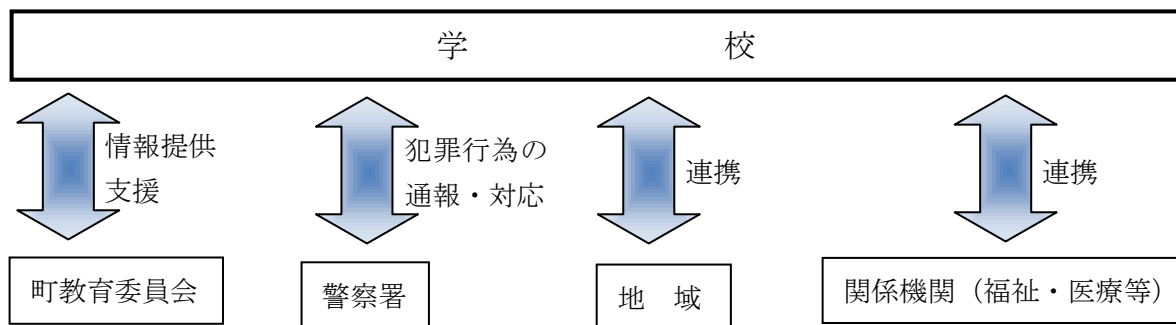 学　　　校
情報提供
支援
犯罪行為の
通報・対応
連携
連携
町教育委員会
警察署
地　域
関係機関（福祉・医療等）